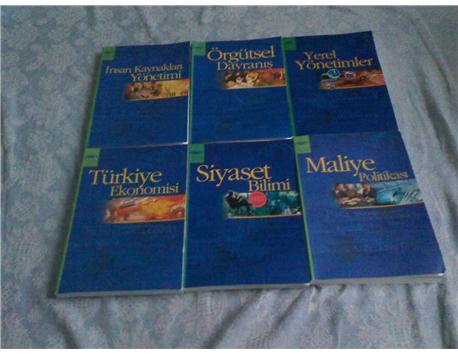 İnsan Kaynakları
Yönetimi
Örgütsel
Davranış
Yerel
Yönetimler
Türkiye
Ekonomisi
Siyaset
Bilimi
Maliye
Politikası